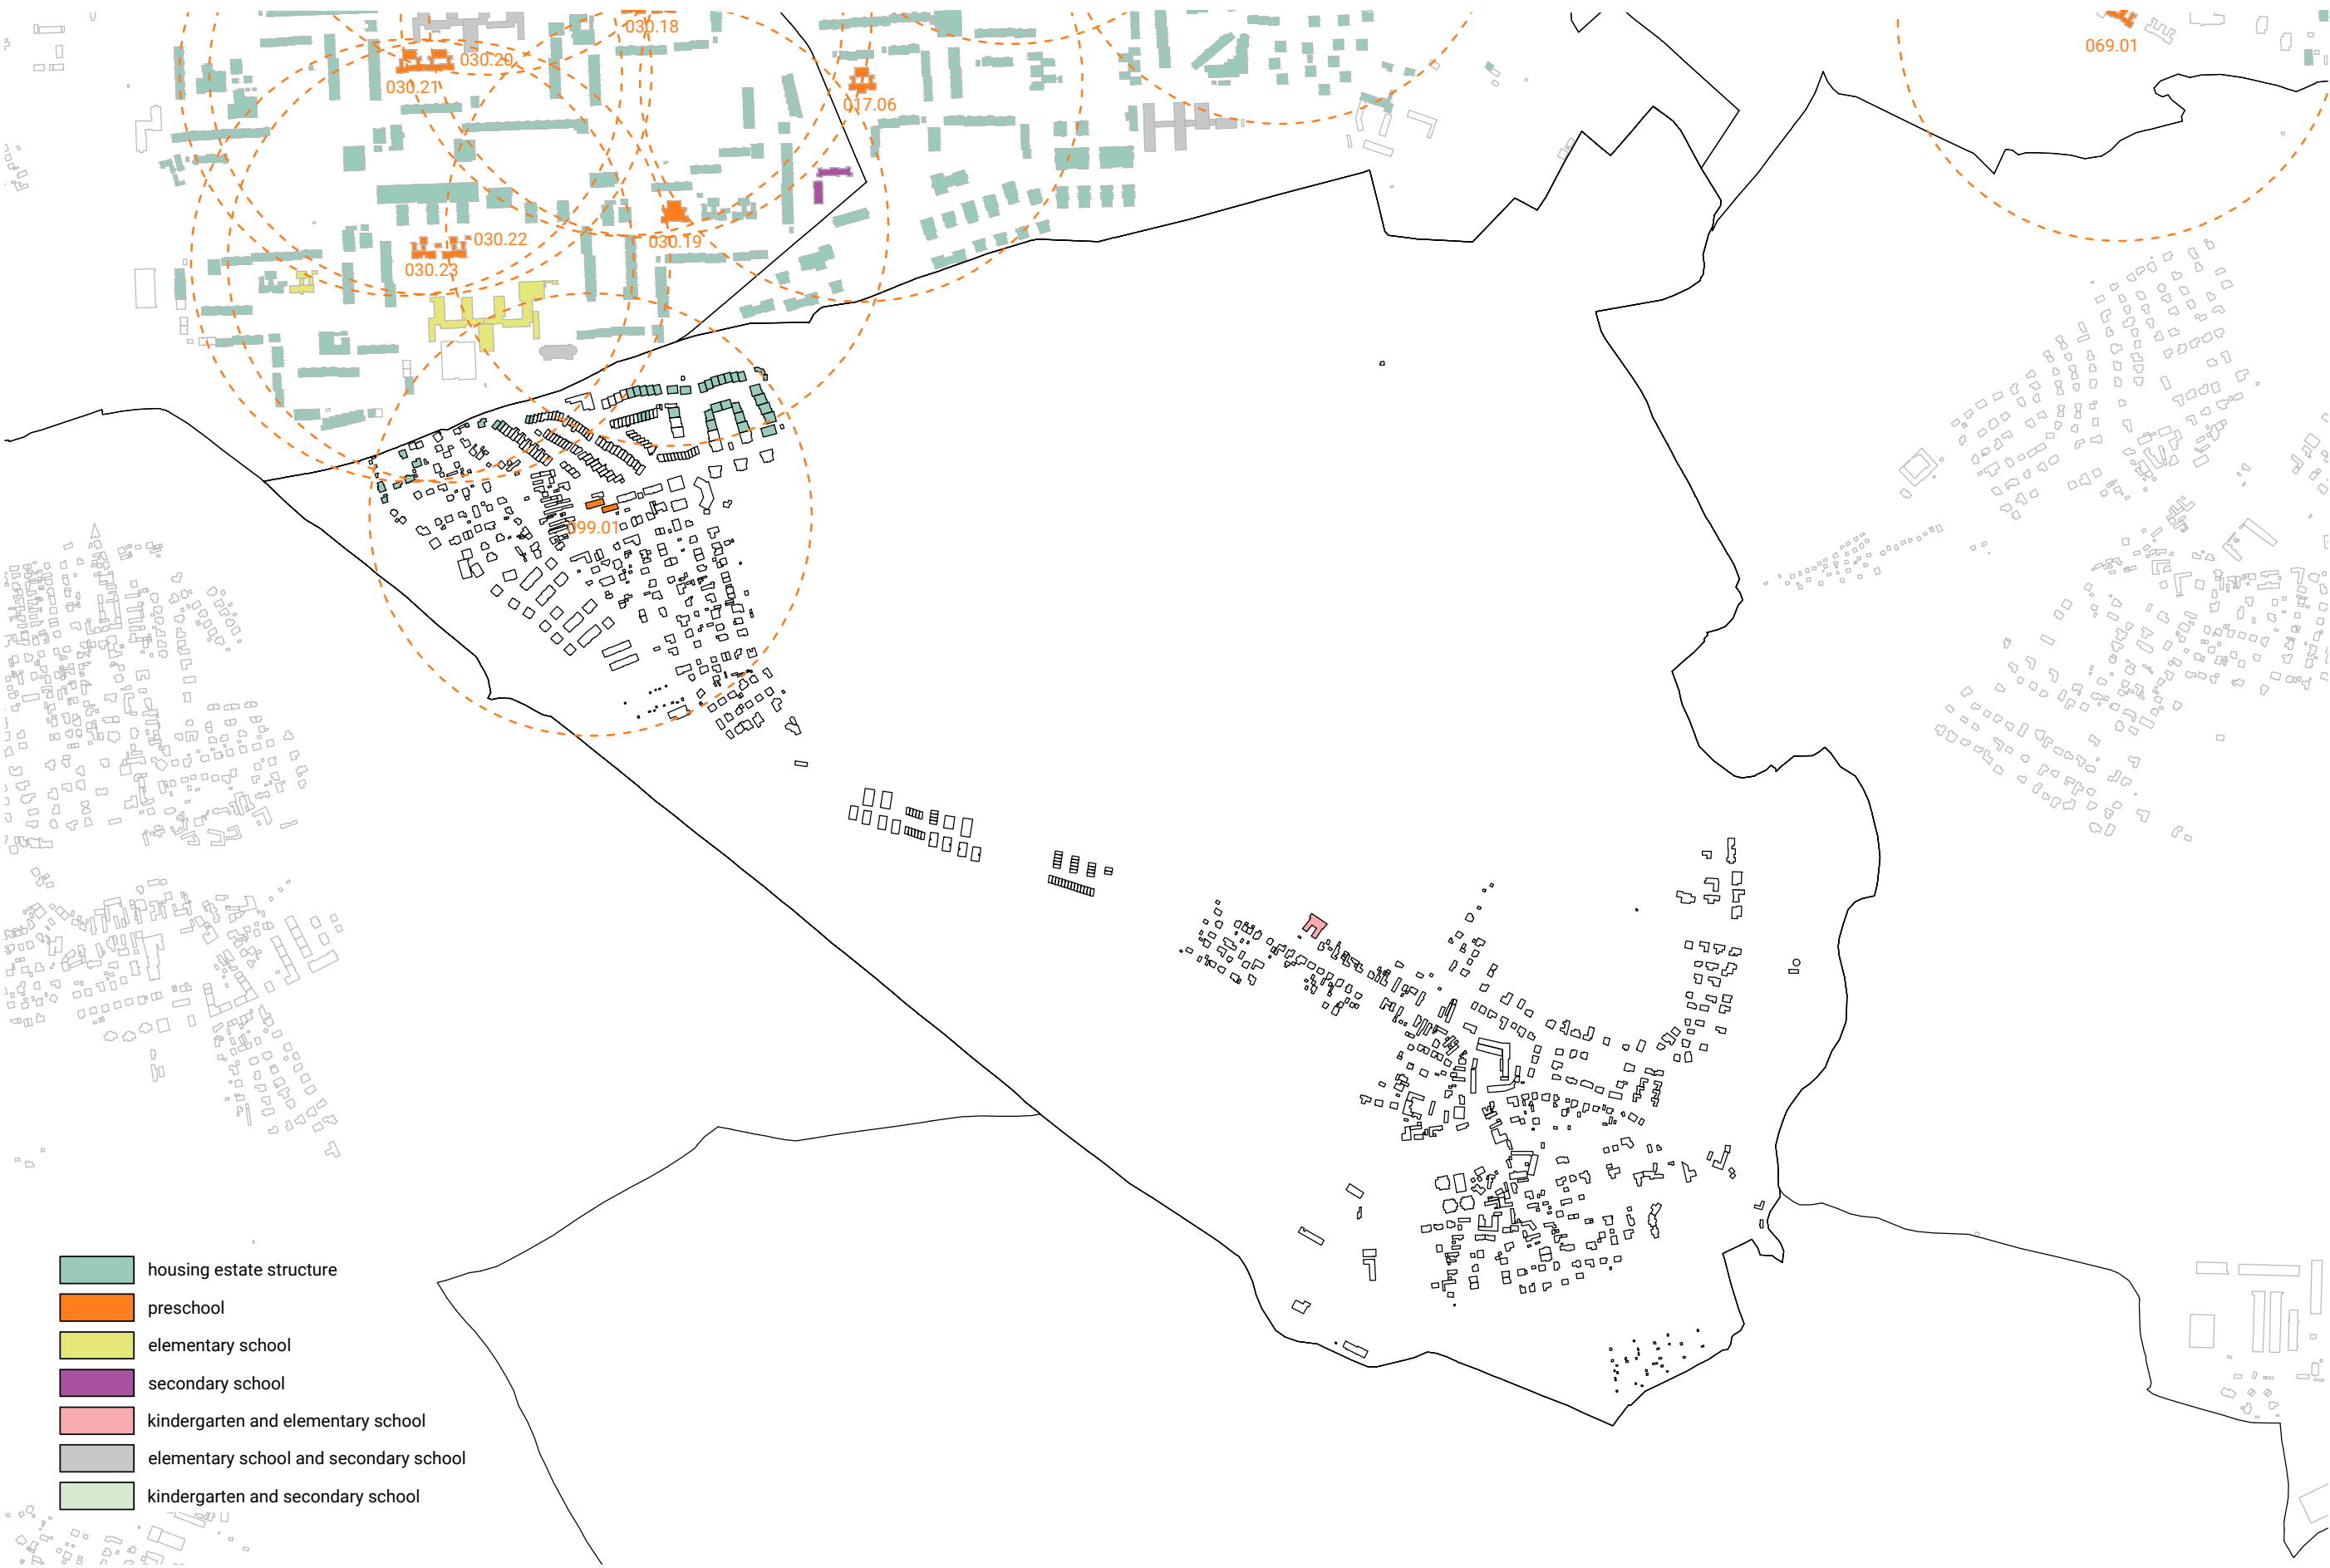 030.18
069.01
030.20
030.21
017.06
030.22
030.19
030.23
099.01
housing estate structure
preschool
elementary school
secondary school
kindergarten and elementary school
elementary school and secondary school
kindergarten and secondary school